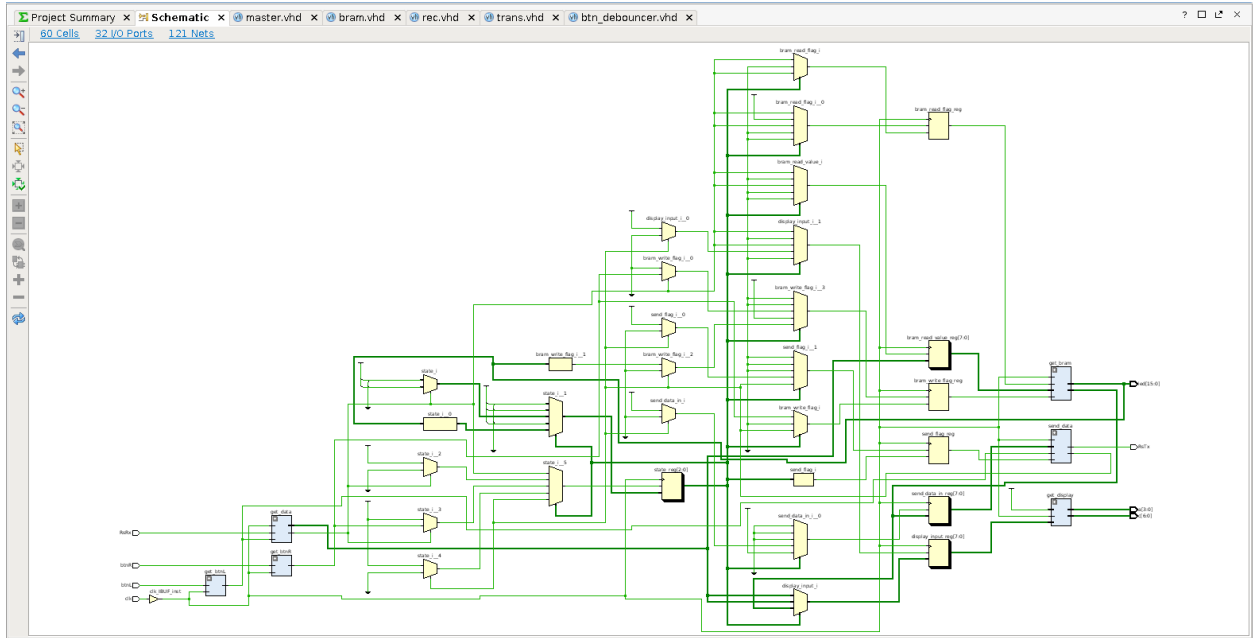 Project Summary
Schematic
master.vhd
bram.vhd
rec.vhd
trans.vhd
btn_debouncer.vhd
60 Cells 32 I/O Ports 121 Nets
bram_read_flag_i
bram_read_flag_i__0
bram_read_flag_reg
bram_read_value_i
display_input_i__0
display_input_i__1
bram_write_flag_i__0
bram_write_flag_i__3
send_flag_i__0
bram_read_value_reg[7:0]
send_flag_i__1
bram_write_flag_i__1
bram_write_flag_i__2
get_bram
state_i
bram_write_flag_reg
led[15:0]
state_i__1
send_data_in_i
bram_write_flag_i
state_i__0
send_data
send_flag_reg
RsTx
state_i__2
state_i__5
state_reg[2:0]
send_flag_i
send_data_in_reg[7:0]
get_display
get_data
state_i__3
send_data_in_i__0
RsRx
display_input_reg[7:0]
get_btnR
state_i__4
btnR
get_btnL
btnL
display_input_i
clk_IBUF_inst
clk